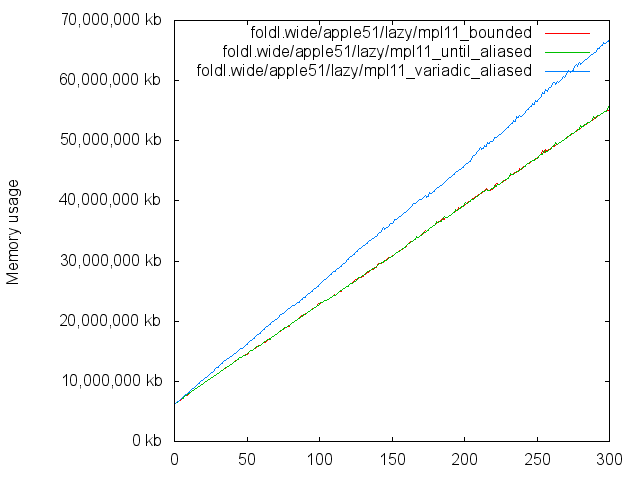 70,000,000 kb
60,000,000 kb
50,000,000 kb
40,000,000 kb
30,000,000 kb
20,000,000 kb
10,000,000 kb
0 kb
Memory usage
foldl.wide/apple51/lazy/mpl11_bounded
foldl.wide/apple51/lazy/mpl11_until_aliased
foldl.wide/apple51/lazy/mpl11_variadic_aliased
0 50 100 150 200 250 300